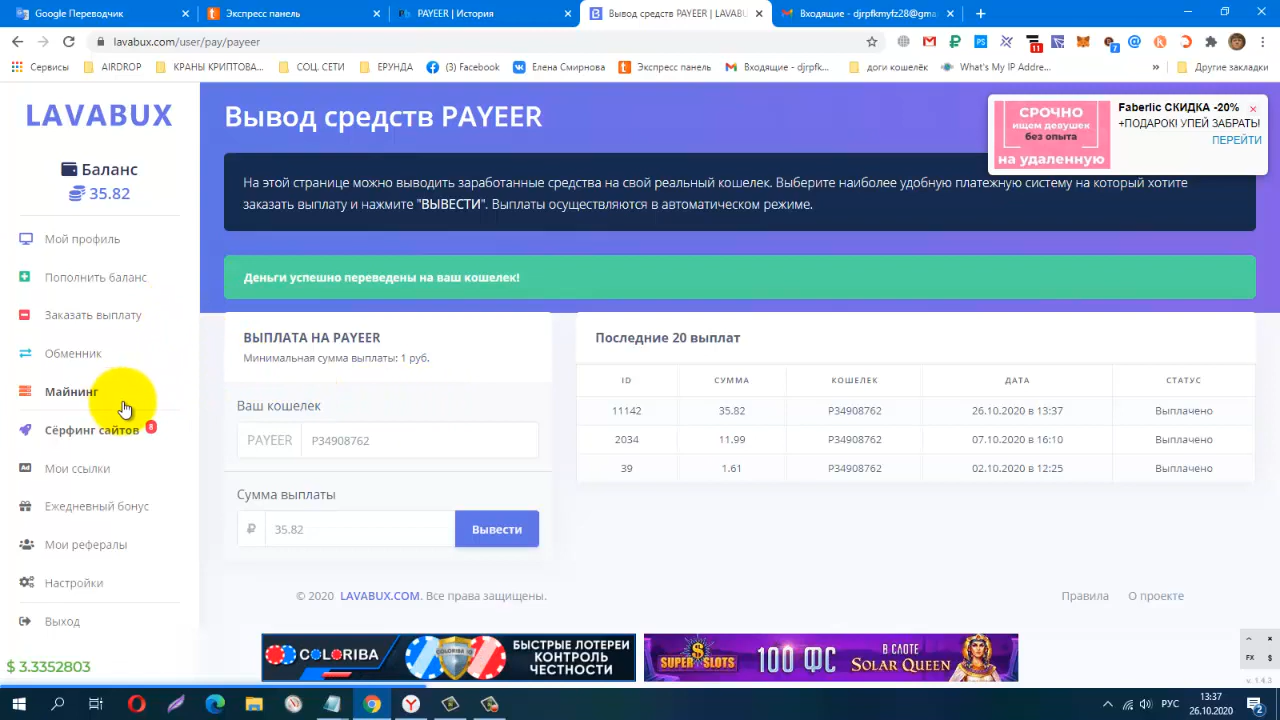 Google Переводчик
Экспресс панель
PAYEER | История
Вывод средств PAYEER | LAVABU
Входящие - djrpfkmyfz28@gma
lavabux.com/user/pay/payeer
11
7
Сервисы
AIRDROP
КРАНЫ КРИПТОВА...
СОЦ. СЕТИ
ЕРУНДА
(3) Facebook
Елена Смирнова
Экспресс панель
Входящие - djrpfk...
доги кошелёк
What's My IP Addre...
»
Другие закладки
LAVABUX
Баланс
35.82
Мой профиль
Пополнить баланс
Заказать выплату
Обменник
Майнинг
Сёрфинг сайтов 8
Мои ссылки
Ежедневный бонус
Мои рефералы
Настройки
Выход
$ 3.3352803
Вывод средств PAYEER
На этой странице можно выводить заработанные средства на свой реальный кошелек. Выберите наиболее удобную платежную систему на который хотите
заказать выплату и нажмите "ВЫВЕСТИ". Выплаты осуществляются в автоматическом режиме.
Деньги успешно переведены на ваш кошелек!
СРОЧНО
ищем девушек
без опыта
на удаленную
Faberlic СКИДКА -20%
+ПОДАРОК! УПЕЙ ЗАБРАТЬ!
ПЕРЕЙТИ
ВЫПЛАТА НА PAYEER
Минимальная сумма выплаты: 1 руб.
Ваш кошелек
PAYEER P34908762
Сумма выплаты
₽ 35.82 Вывести
Последние 20 выплат
ID СУММА КОШЕЛЕК ДАТА СТАТУС
11142 35.82 P34908762 26.10.2020 в 13:37 Выплачено
2034 11.99 P34908762 07.10.2020 в 16:10 Выплачено
39 1.61 P34908762 02.10.2020 в 12:25 Выплачено
© 2020 LAVABUX.COM. Все права защищены.
Правила О проекте
COLORIBA
БЫСТРЫЕ ЛОТЕРЕИ
КОНТРОЛЬ
ЧЕСТНОСТИ
SUPER SLOTS
100 ФС
В СЛОТЕ
SOLAR QUEEN
FX $
v. 1.4.3
РУС
13:37
26.10.2020
2